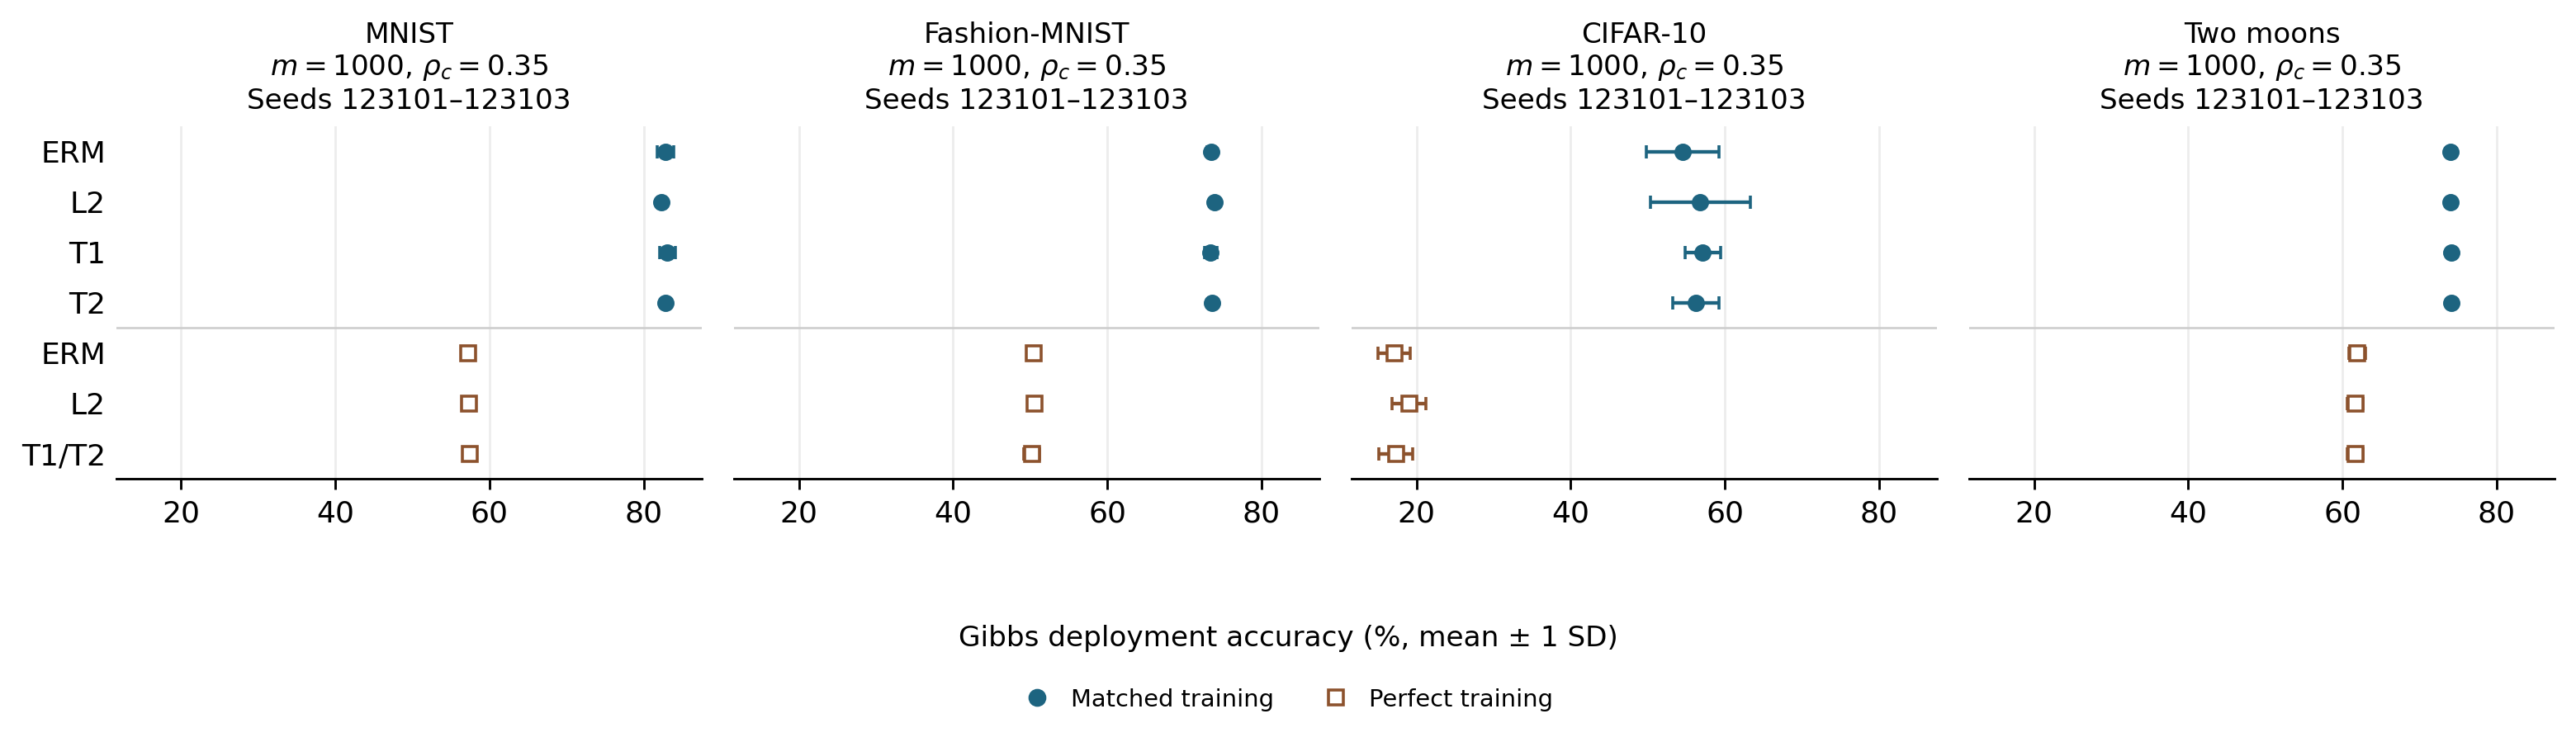 MNIST
m = 1000, ρc = 0.35
Seeds 123101–123103
Fashion-MNIST
m = 1000, ρc = 0.35
Seeds 123101–123103
CIFAR-10
m = 1000, ρc = 0.35
Seeds 123101–123103
Two moons
m = 1000, ρc = 0.35
Seeds 123101–123103
ERM
L2
T1
T2
ERM
L2
T1/T2
20 40 60 80
20 40 60 80
20 40 60 80
20 40 60 80
Gibbs deployment accuracy (%, mean ± 1 SD)
Matched training
Perfect training